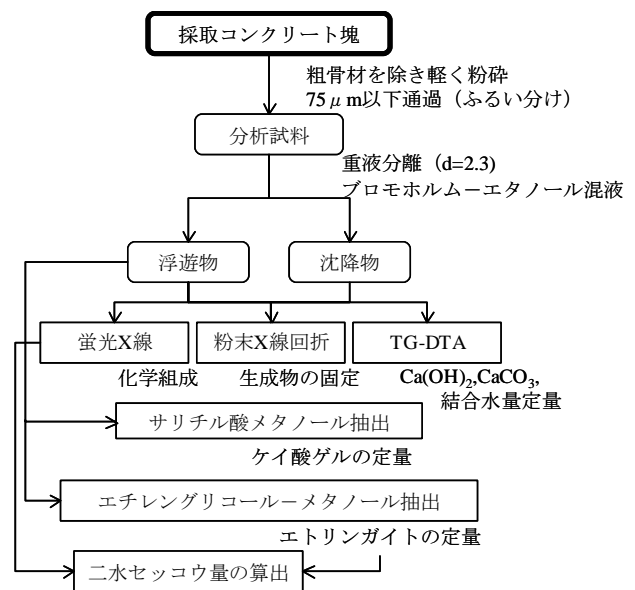 採取コンクリート塊
粗骨材を除き軽く粉砕
75μm以下通過（ふるい分け）
分析試料
重液分離（d=2.3)
ブロモホルム－エタノール混液
浮遊物
沈降物
蛍光X線
粉末X線回折
TG-DTA
化学組成
生成物の固定
Ca(OH)₂,CaCO₃,
結合水量定量
サリチル酸メタノール抽出
ケイ酸ゲルの定量
エチレングリコール－メタノール抽出
エトリンガイトの定量
二水セッコウ量の算出